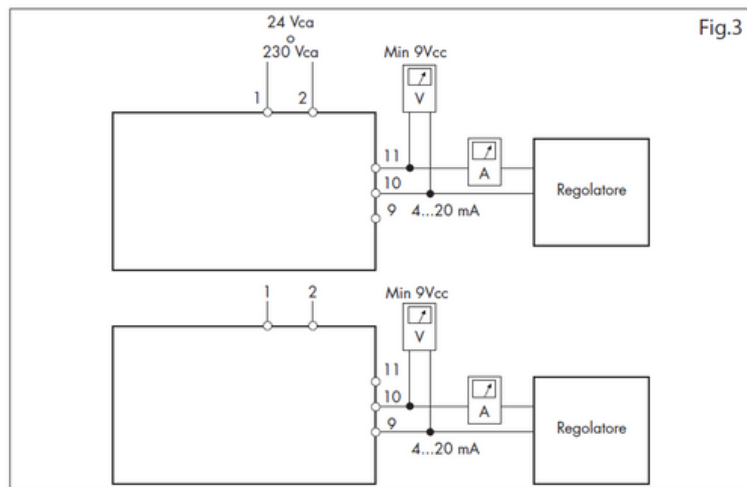 Fig.3
24 Vca
o
230 Vca
Min 9Vcc
1
2
V
11
A
10
Regolatore
9
4...20 mA
1
2
Min 9Vcc
V
11
A
10
9
Regolatore
4...20 mA